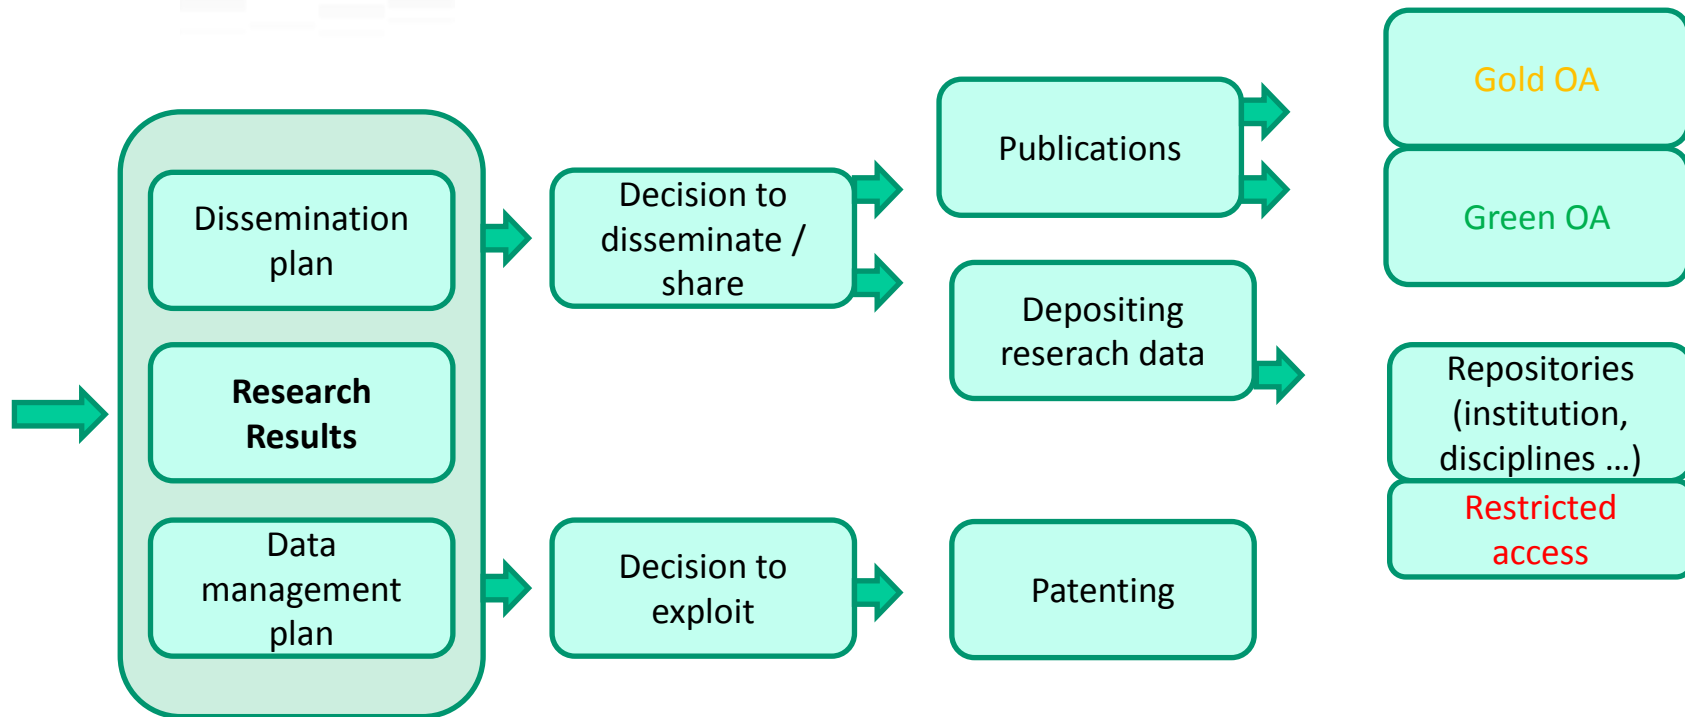 Dissemination
plan
Research
Results
Data
management
plan
Decision to
disseminate /
share
Decision to
exploit
Publications
Depositing
reserach data
Patenting
Gold OA
Green OA
Repositories
(institution,
disciplines ...)
Restricted
access